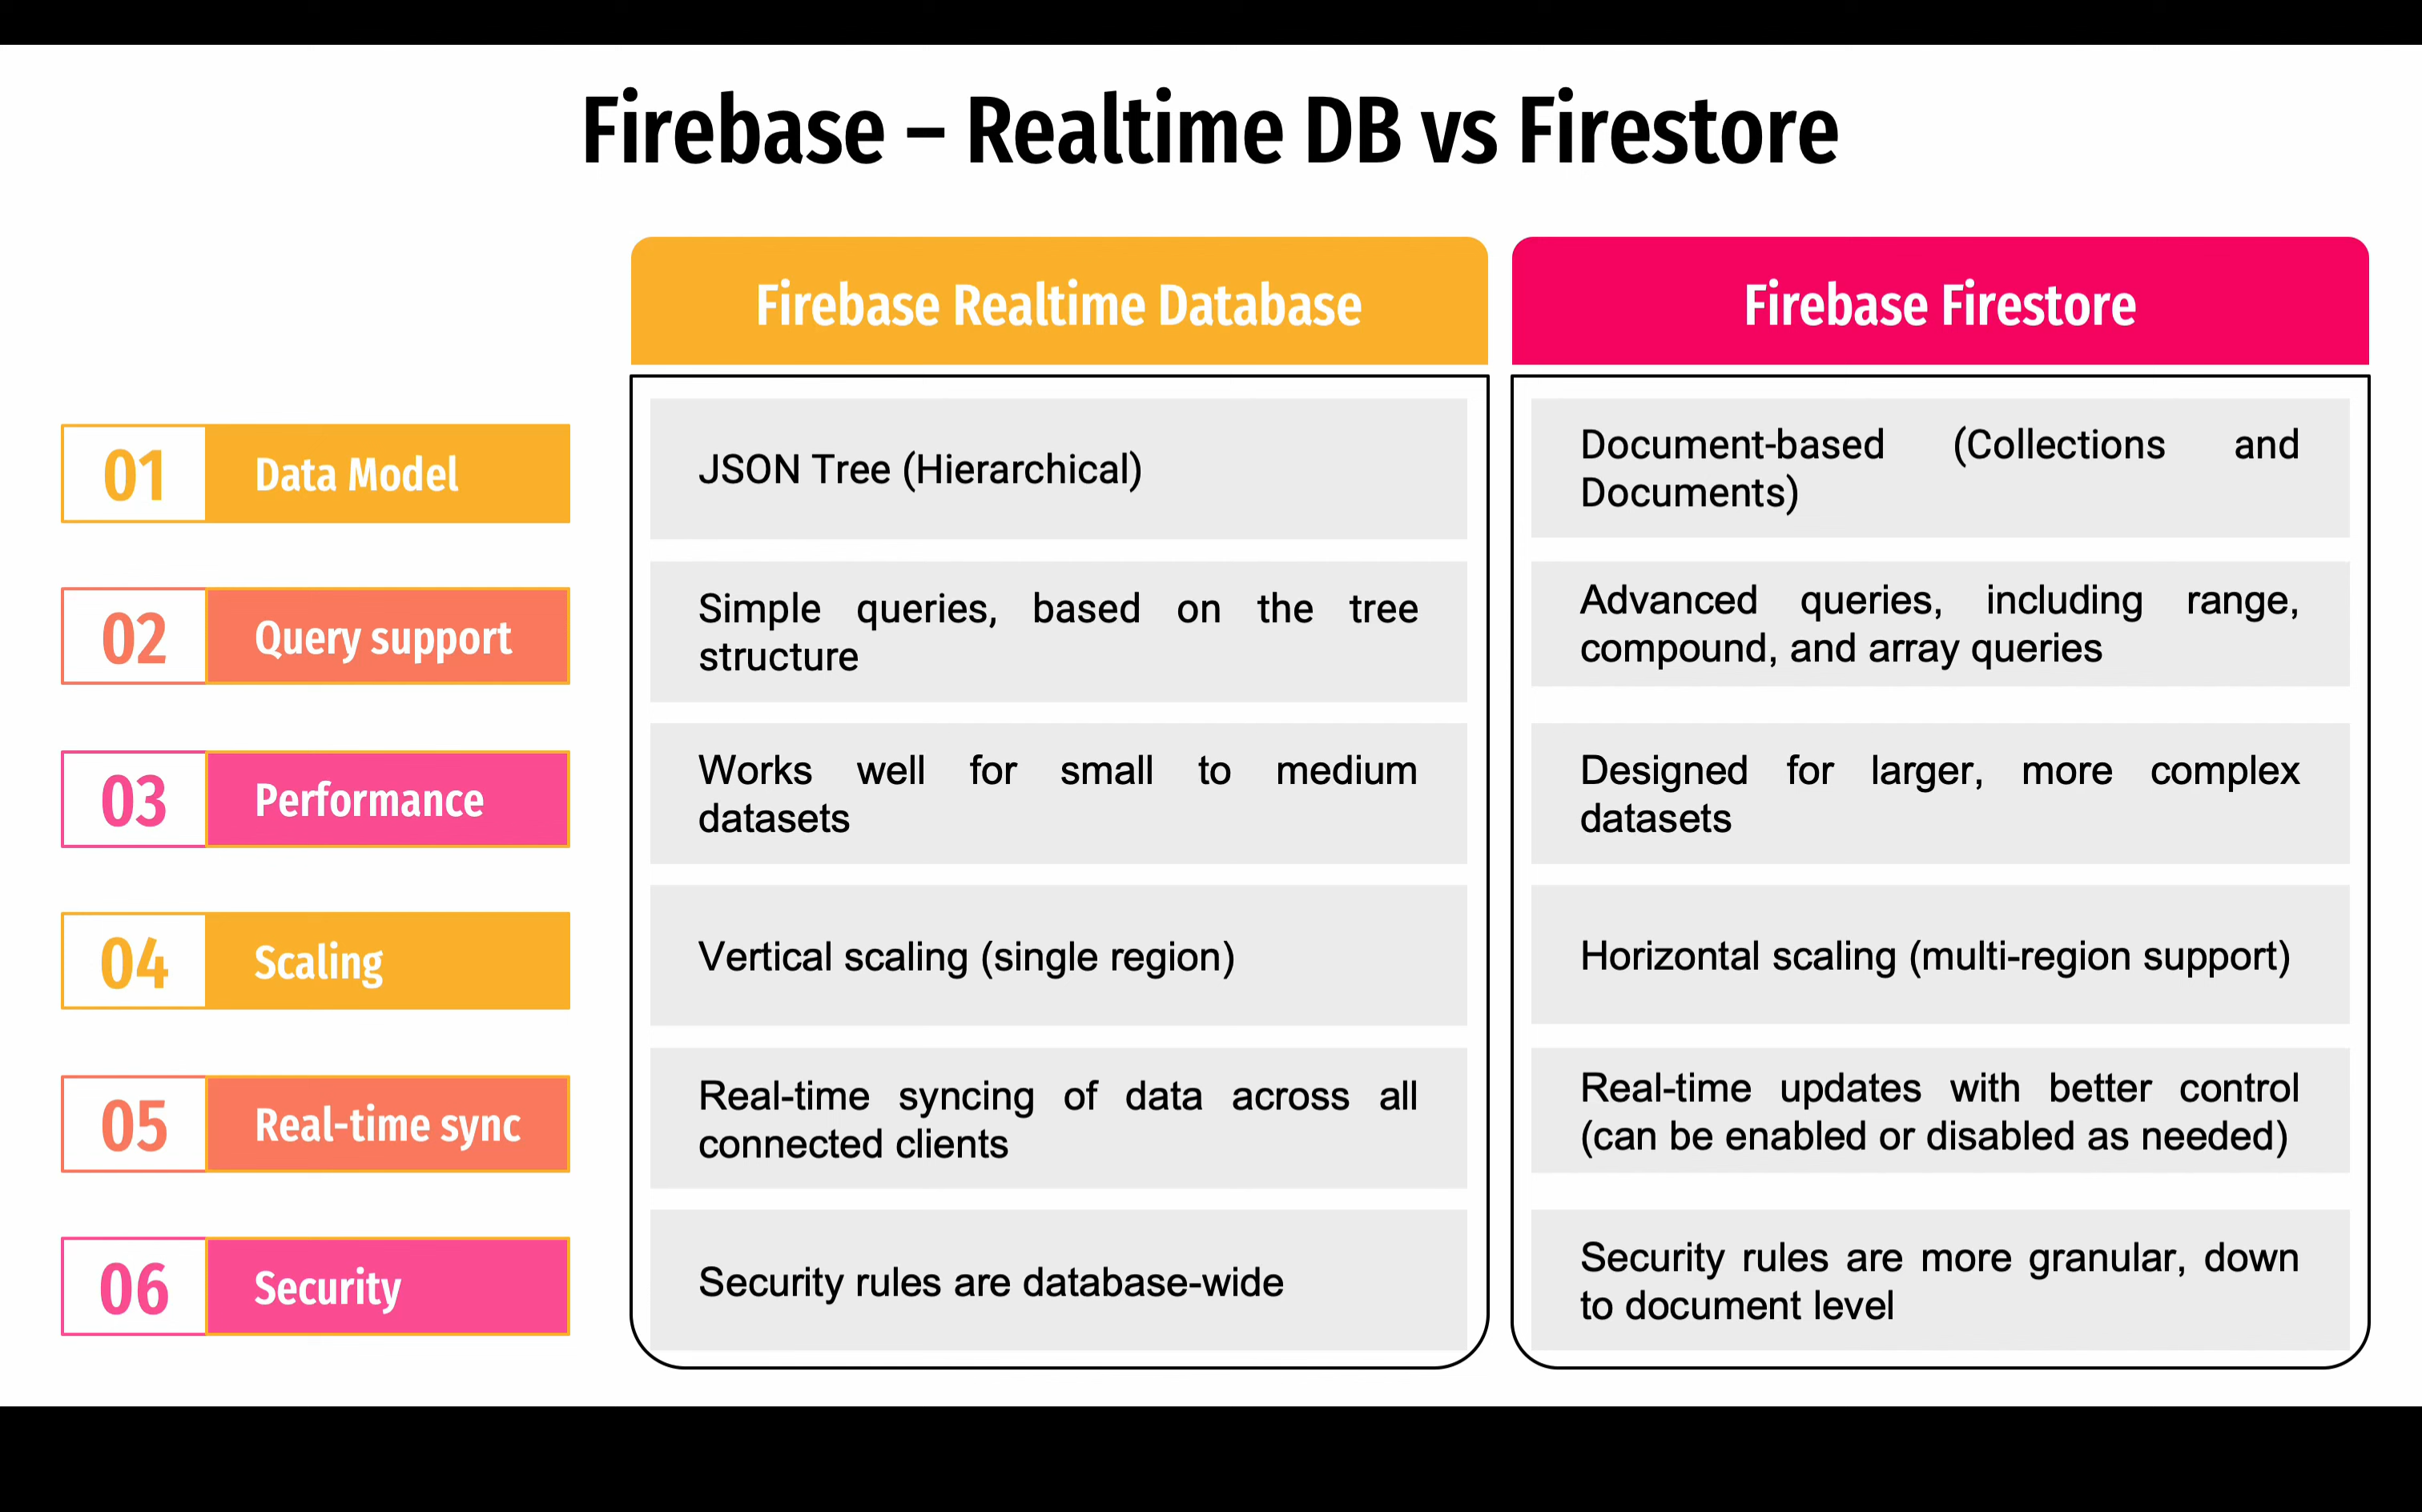 Firebase – Realtime DB vs Firestore
Firebase Realtime Database
Firebase Firestore
01 Data Model
JSON Tree (Hierarchical)
Document-based (Collections and
Documents)
02 Query support
Simple queries, based on the tree
structure
Advanced queries, including range,
compound, and array queries
03 Performance
Works well for small to medium
datasets
Designed for larger, more complex
datasets
04 Scaling
Vertical scaling (single region)
Horizontal scaling (multi-region support)
05 Real-time sync
Real-time syncing of data across all
connected clients
Real-time updates with better control
(can be enabled or disabled as needed)
06 Security
Security rules are database-wide
Security rules are more granular, down
to document level